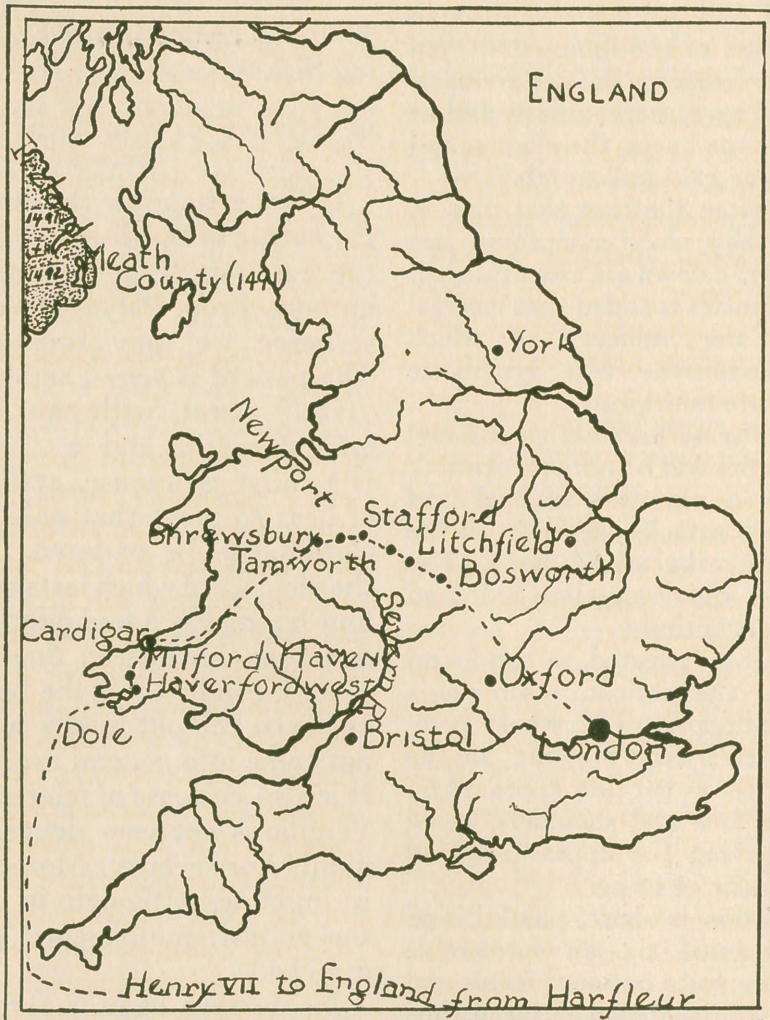 ENGLAND
1491
1492
Meath
County (1491)
York
Newport
Stafford
Shrewsbury
Litchfield
Tamworth
Bosworth
Severn R
Cardigan
Milford Haven
Haverfordwest
Oxford
Dole
Bristol
London
Henry VII to England from Harfleur